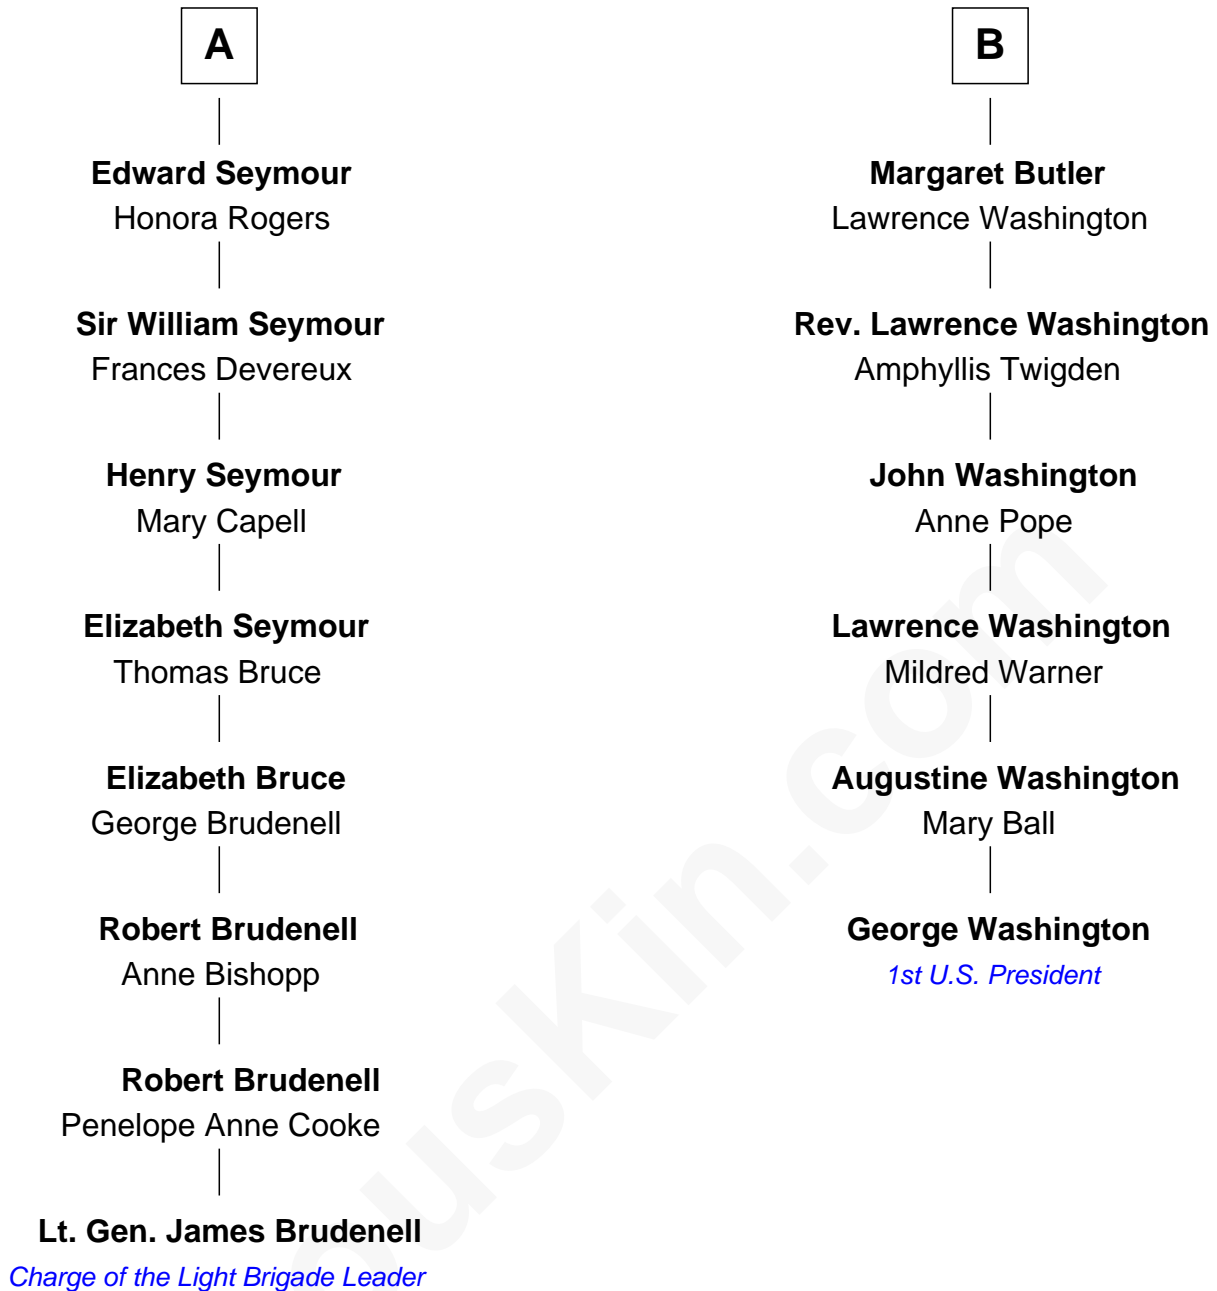 A
Edward Seymour
Honora Rogers
Sir William Seymour
Frances Devereux
Henry Seymour
Mary Capell
Elizabeth Seymour
Thomas Bruce
Elizabeth Bruce
George Brudenell
Robert Brudenell
Anne Bishopp
Robert Brudenell
Penelope Anne Cooke
Lt. Gen. James Brudenell
Charge of the Light Brigade Leader
B
Margaret Butler
Lawrence Washington
Rev. Lawrence Washington
Amphyllis Twigden
John Washington
Anne Pope
Lawrence Washington
Mildred Warner
Augustine Washington
Mary Ball
George Washington
1st U.S. President
ousKin.com